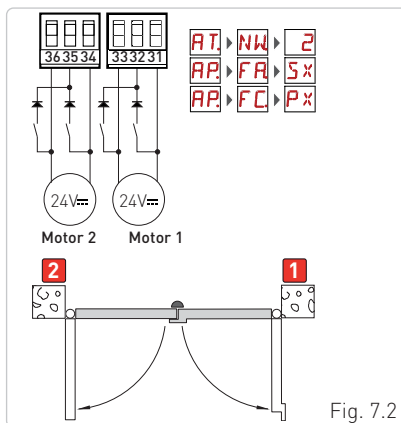 36 35 34 33 32 31
AT. NW. 2
AP. FA. SX
AP. FC. PX
24V 24V
Motor 2 Motor 1
2 1
Fig. 7.2